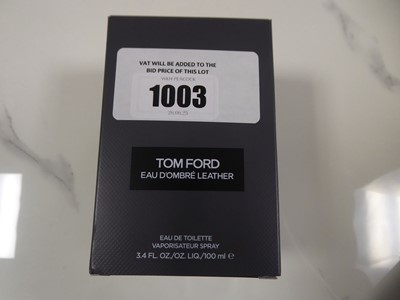 VAT WILL BE ADDED TO THE
BID PRICE OF THIS LOT
1003
TOM FORD
EAU D'OMBRÉ LEATHER
EAU DE TOILETTE
VAPORISATEUR SPRAY
3.4 FL. OZ./OZ. LIQ./100 ml ℮